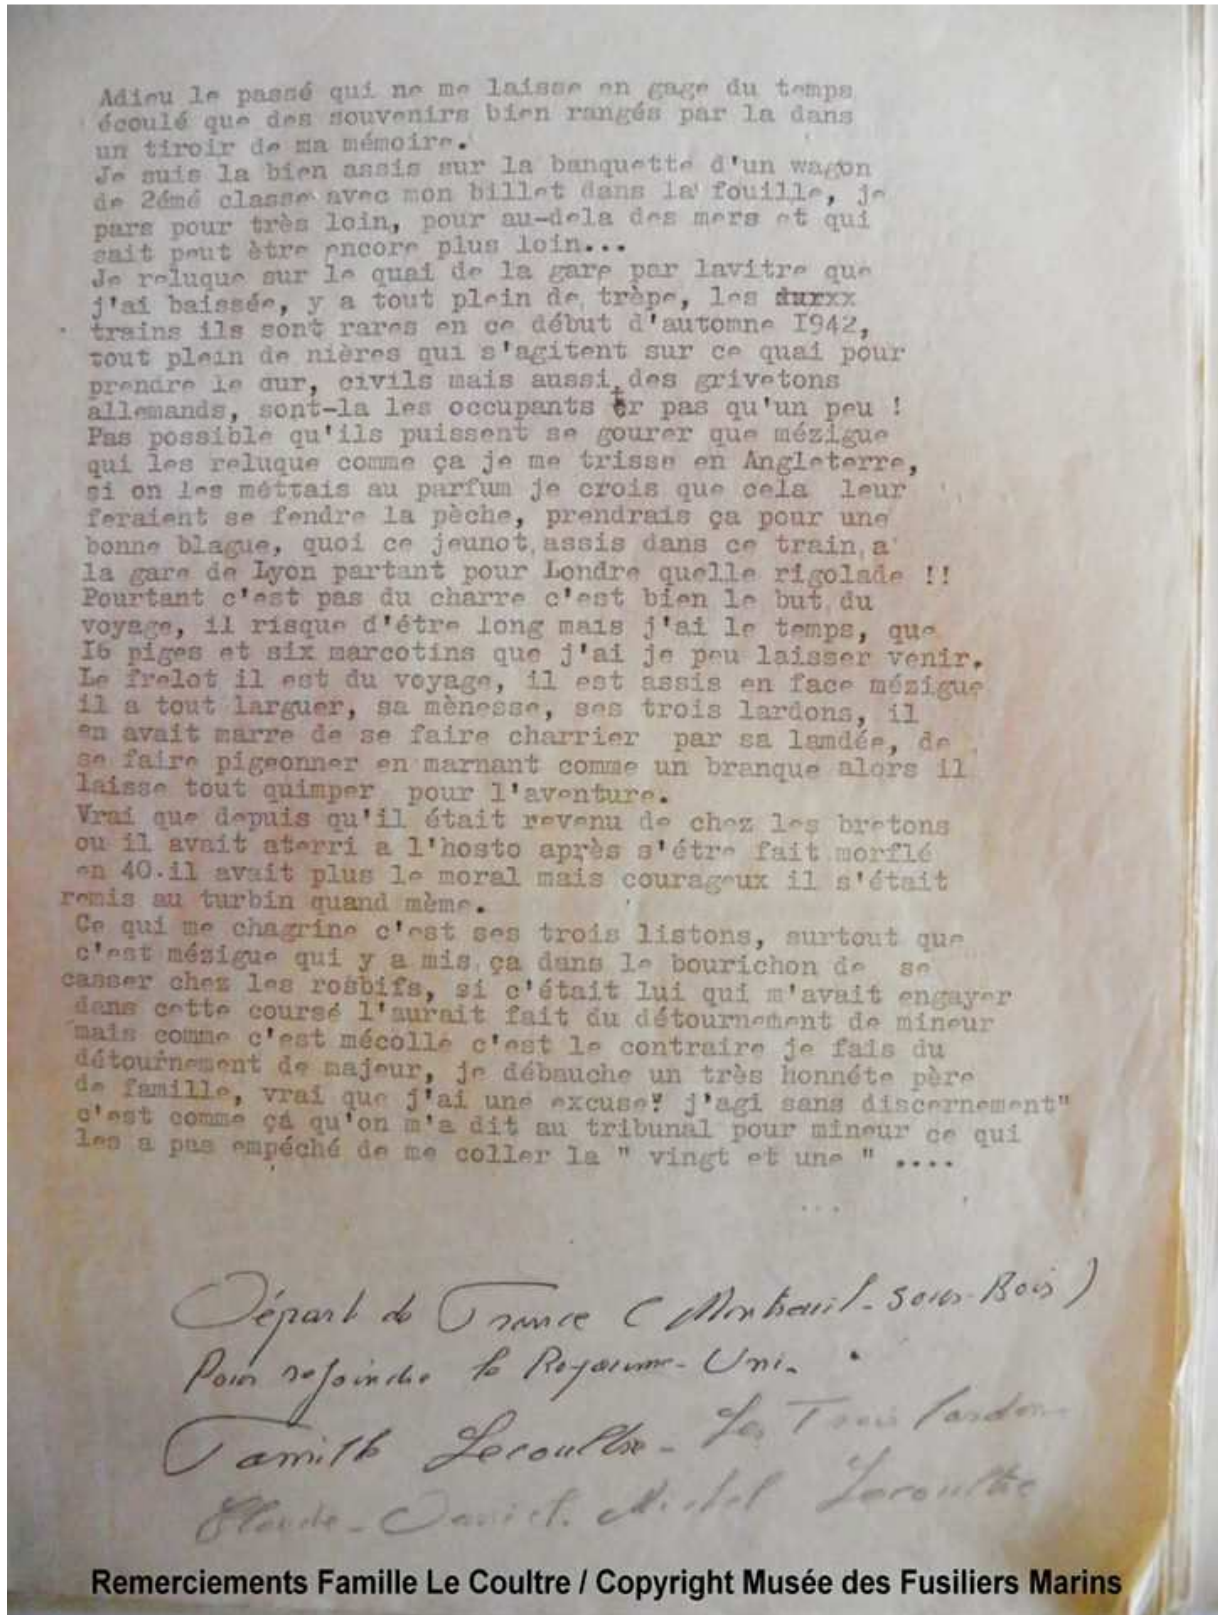 Adieu le passé qui ne me laisse en gage du temps
écoulé que des souvenirs bien rangés par la dans
un tiroir de ma mémoire.
Je suis la bien assis sur la banquette d'un wagon
de 2émé classe avec mon billet dans la fouille, je
pars pour très loin, pour au-dela des mers et qui
sait peut ètre encore plus loin...
Je reluque sur le quai de la gare par lavitre que
j'ai baissée, y a tout plein de trèpe, les durxx
trains ils sont rares en ce début d'automne I942,
tout plein de nières qui s'agitent sur ce quai pour
prendre le dur, civils mais aussi des grivetons
allemands, sont-la les occupants er pas qu'un peu !
Pas possible qu'ils puissent se gourer que mézigue
qui les reluque comme ça je me trisse en Angleterre,
si on les méttais au parfum je crois que cela leur
feraient se fendre la pèche, prendrais ça pour une
bonne blague, quoi ce jeunot assis dans ce train a
la gare de Lyon partant pour Londre quelle rigolade !!
Pourtant c'est pas du charre c'est bien le but du
voyage, il risque d'étre long mais j'ai le temps, que
I6 piges et six marcotins que j'ai je peu laisser venir.
Le frelot il est du voyage, il est assis en face mézigue
il a tout larguer, sa mènesse, ses trois lardons, il
en avait marre de se faire charrier par sa lamdée, de
se faire pigeonner en marnant comme un branque alors il
laisse tout quimper pour l'aventure.
Vrai que depuis qu'il était revenu de chez les bretons
ou il avait aterri a l'hosto après s'étre fait morflé
en 40.il avait plus le moral mais courageux il s'était
remis au turbin quand mème.
Ce qui me chagrine c'est ses trois listons, surtout que
c'est mézigue qui y a mis ça dans le bourichon de se
casser chez les rosbifs, si c'était lui qui m'avait engayer
dans cette coursé l'aurait fait du détournement de mineur
mais comme c'est mécolle c'est le contraire je fais du
détournement de majeur, je débauche un très honnéte père
de famille, vrai que j'ai une excuse" j'agi sans discernement"
c'est comme çà qu'on m'a dit au tribunal pour mineur ce qui
les a pas empéché de me coller la " vingt et une " ....
Départ de France (Montreuil-sous-Bois)
Pour rejoindre le Royaume-Uni.
Famille Lecoultre - Les Trois lardons
Claude-Daniel. Michel Lecoultre
Remerciements Famille Le Coultre / Copyright Musée des Fusiliers Marins